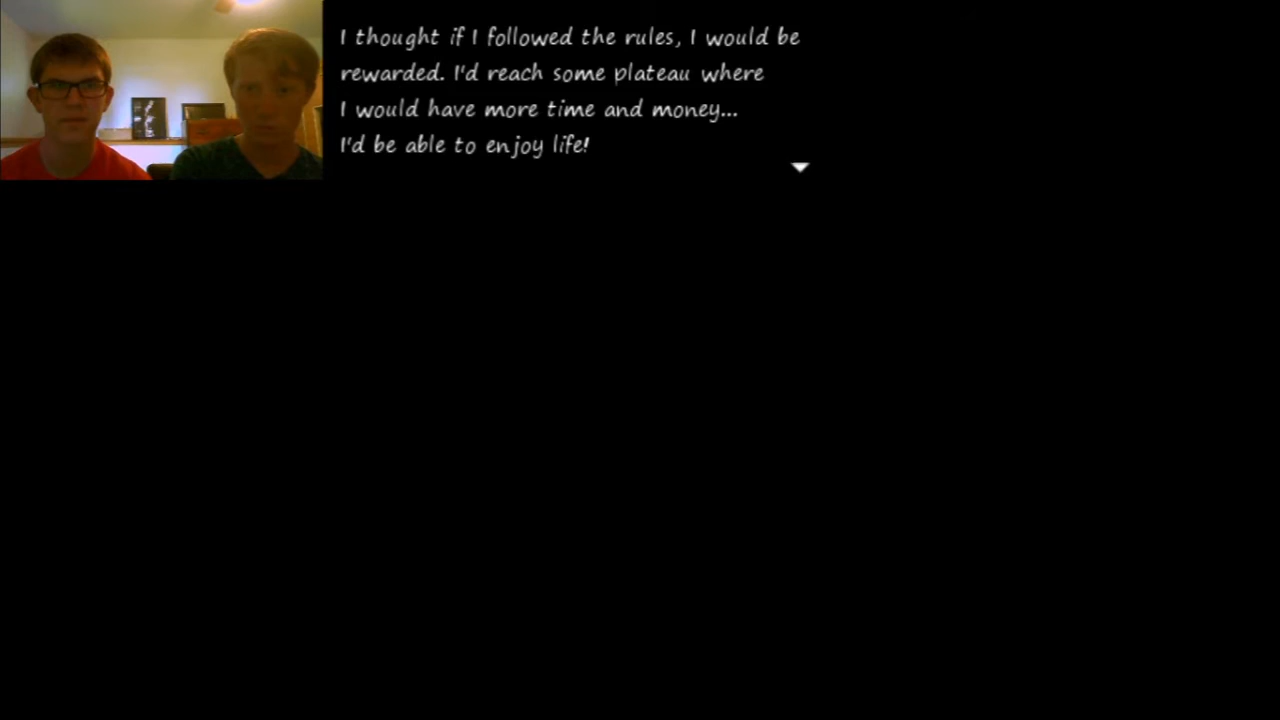 I thought if I followed the rules, I would be
rewarded. I'd reach some plateau where
I would have more time and money...
I'd be able to enjoy life!